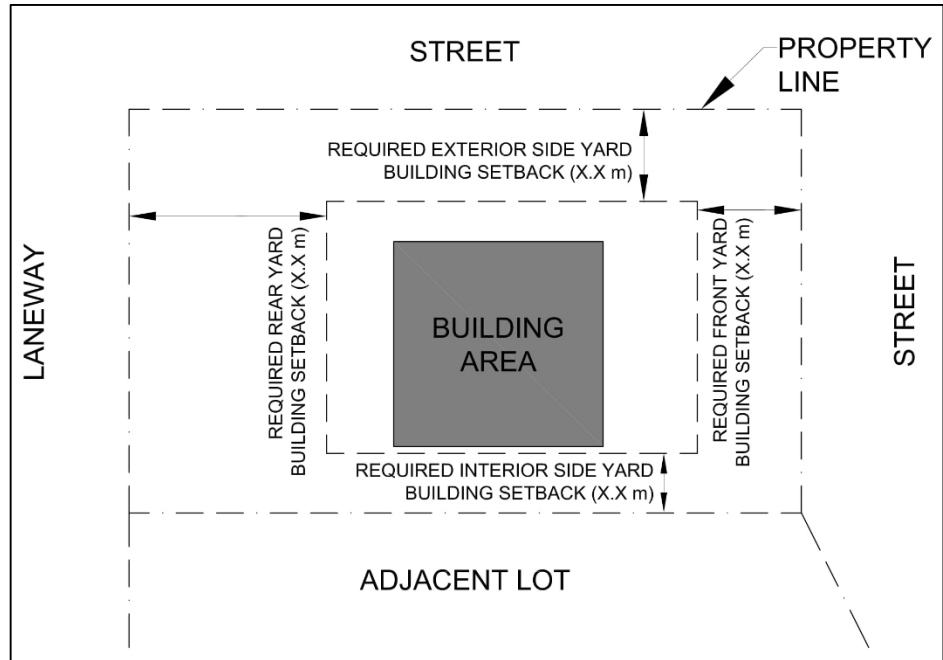 STREET
PROPERTY
LINE
REQUIRED EXTERIOR SIDE YARD
BUILDING SETBACK (X.X m)
LANEWAY
REQUIRED REAR YARD
BUILDING SETBACK (X.X m)
BUILDING
AREA
REQUIRED FRONT YARD
BUILDING SETBACK (X.X m)
STREET
REQUIRED INTERIOR SIDE YARD
BUILDING SETBACK (X.X m)
ADJACENT LOT